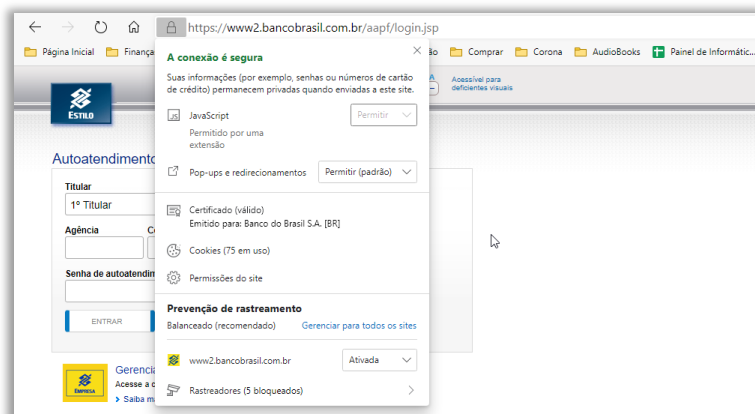 https://www2.bancobrasil.com.br/aapf/login.jsp
Página Inicial
Comprar
Corona
AudioBooks
Painel de Informátic...
A conexão é segura
Suas informações (por exemplo, senhas ou números de cartão
de crédito) permanecem privadas quando enviadas a este site.
JS JavaScript Permitir
Permitido por uma
extensão
Pop-ups e redirecionamentos Permitir (padrão)
Certificado (válido)
Emitido para: Banco do Brasil S.A. [BR]
Cookies (75 em uso)
Permissões do site
Prevenção de rastreamento
Balanceado (recomendado) Gerenciar para todos os sites
www2.bancobrasil.com.br Ativada
Rastreadores (5 bloqueados)
A Acessível para
deficientes visuais
ESTILO
Autoatendimento
Titular
1º Titular
Agência
Senha de autoatendim
ENTRAR
EMPRESA
Gerencia
Acesse a c
Saiba ma